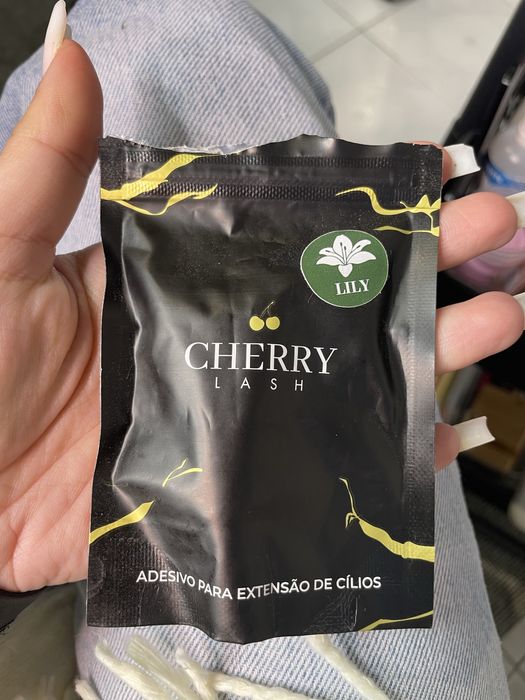 LILY
CHERRY
LASH
ADESIVO PARA EXTENSÃO DE CÍLIOS